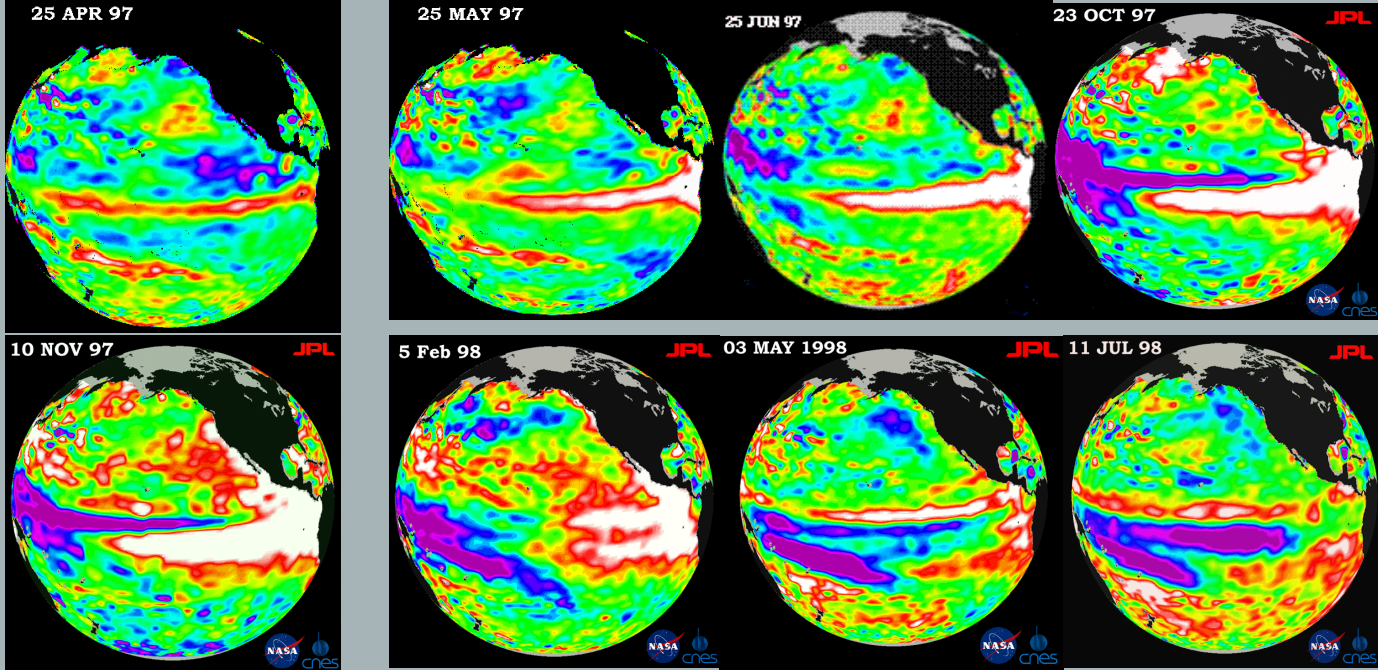 25 APR 97
25 MAY 97
25 JUN 97
23 OCT 97
JPL
NASA
cnes
10 NOV 97
JPL
NASA
cnes
5 Feb 98
JPL
NASA
cnes
03 MAY 1998
JPL
NASA
cnes
11 JUL 98
JPL
NASA
cnes